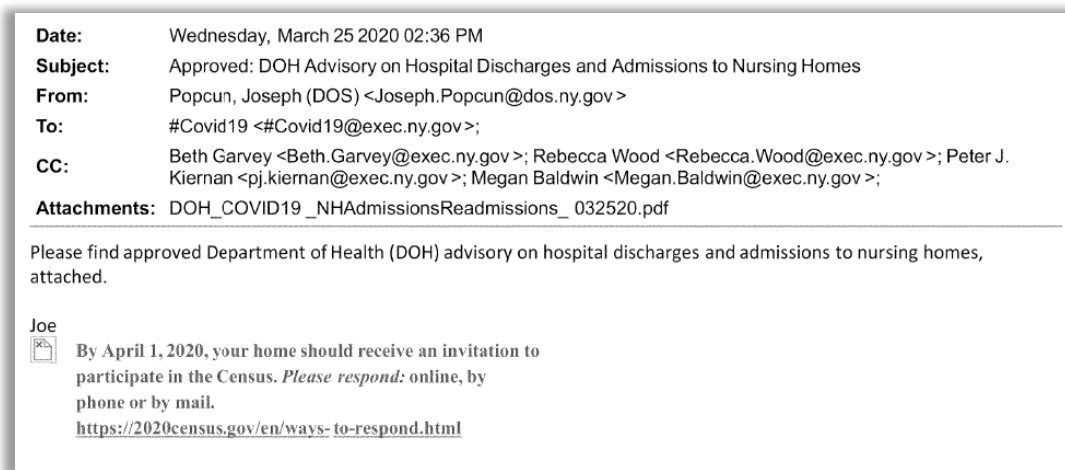 Date: Wednesday, March 25 2020 02:36 PM
Subject: Approved: DOH Advisory on Hospital Discharges and Admissions to Nursing Homes
From: Popcun, Joseph (DOS) <Joseph.Popcun@dos.ny.gov>
To: #Covid19 <#Covid19@exec.ny.gov>;
CC: Beth Garvey <Beth.Garvey@exec.ny.gov>; Rebecca Wood <Rebecca.Wood@exec.ny.gov>; Peter J.
Kiernan <pj.kiernan@exec.ny.gov>; Megan Baldwin <Megan.Baldwin@exec.ny.gov>;
Attachments: DOH_COVID19 _NHAdmissionsReadmissions_ 032520.pdf
Please find approved Department of Health (DOH) advisory on hospital discharges and admissions to nursing homes,
attached.
Joe
By April 1, 2020, your home should receive an invitation to
participate in the Census. Please respond: online, by
phone or by mail.
https://2020census.gov/en/ways- to-respond.html